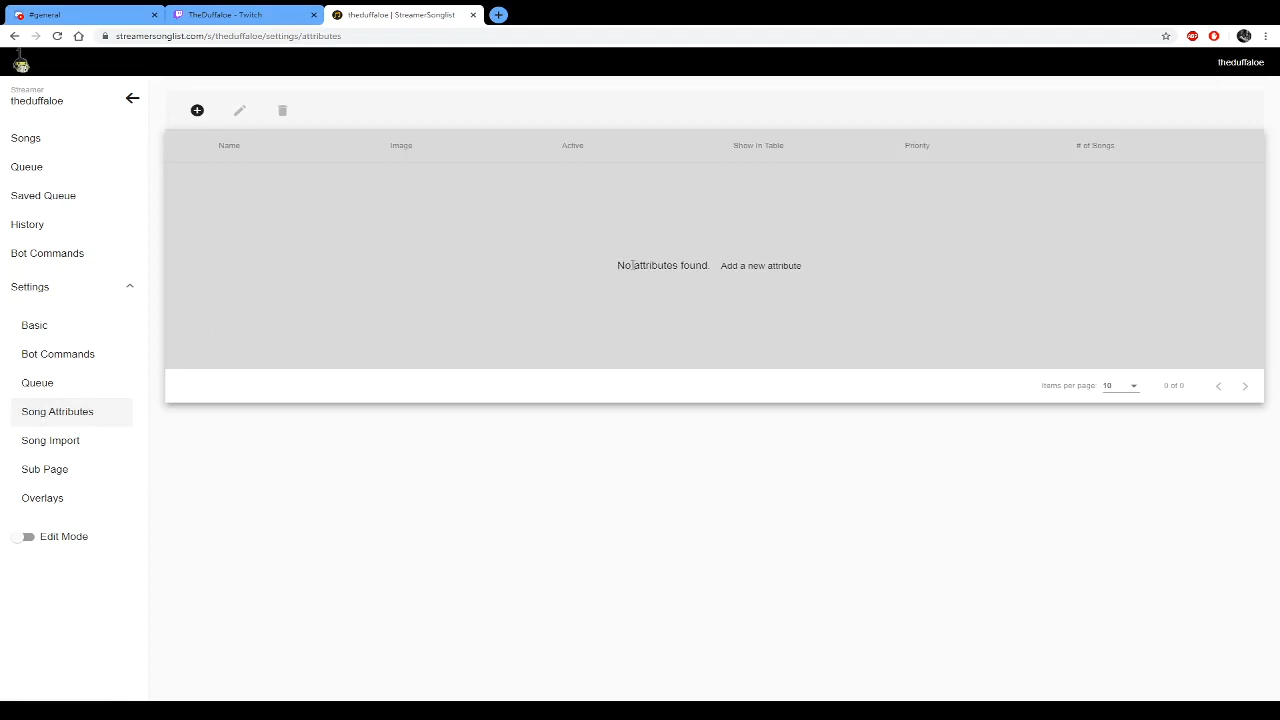 #general
TheDuffaloe - Twitch
theduffaloe | StreamerSonglist
streamersonglist.com/s/theduffaloe/settings/attributes
ABP
theduffaloe
Streamer
theduffaloe
Songs
Queue
Saved Queue
History
Bot Commands
Settings
Basic
Bot Commands
Queue
Song Attributes
Song Import
Sub Page
Overlays
Edit Mode
Name Image Active Show In Table Priority # of Songs
No attributes found. Add a new attribute
Items per page: 10 0 of 0